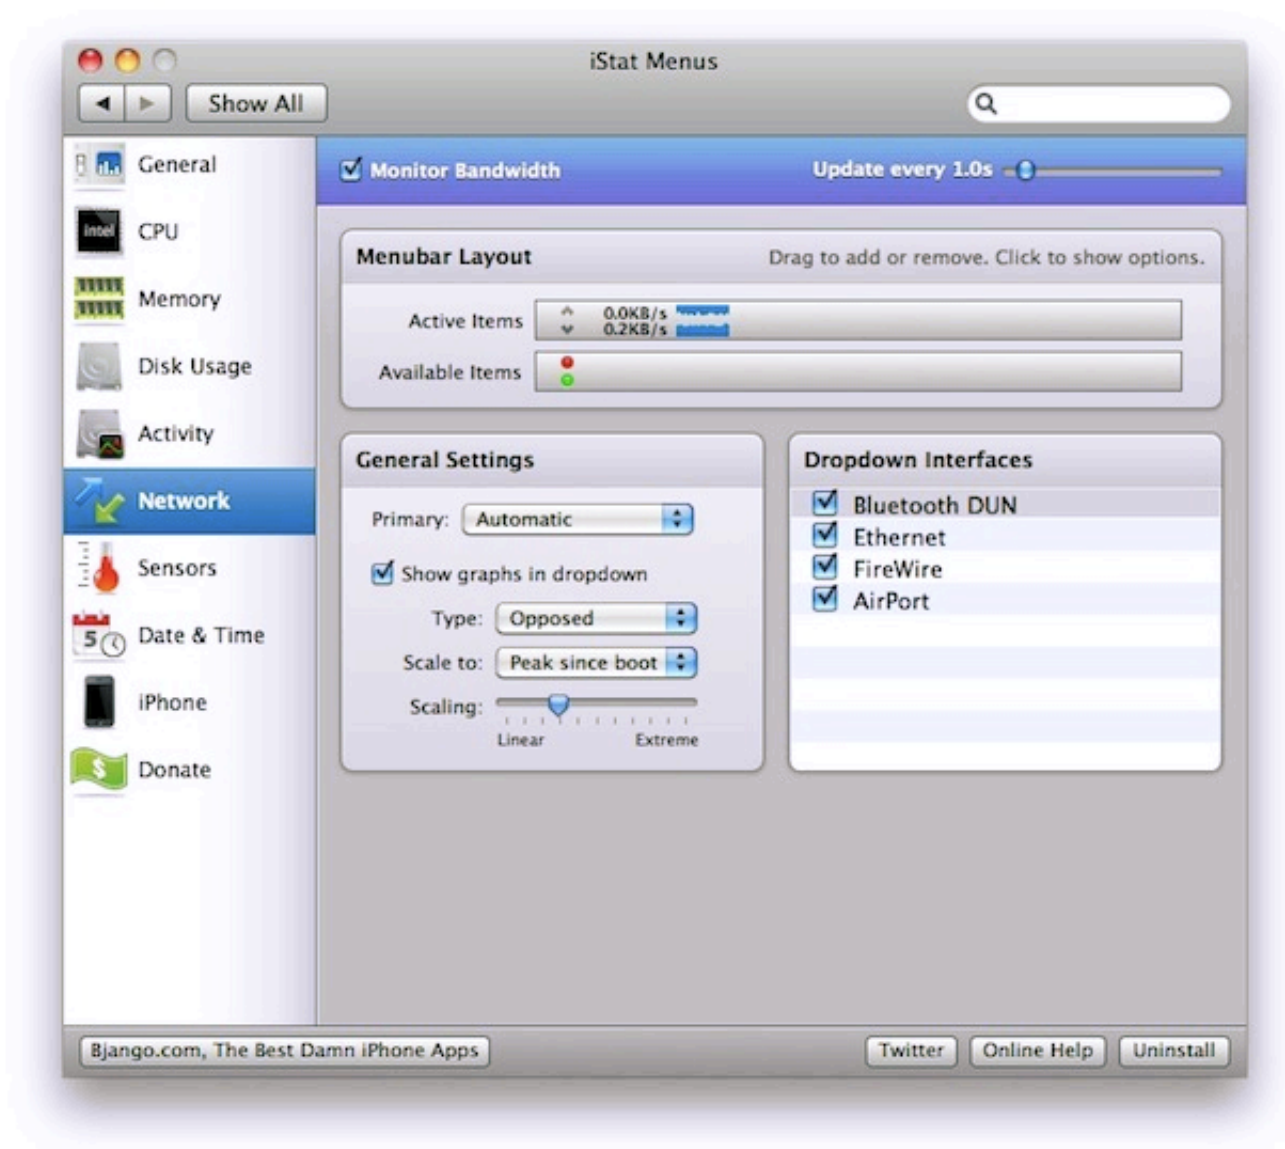 iStat Menus
Show All
General
CPU
Memory
Disk Usage
Activity
Network
Sensors
Date & Time
iPhone
Donate
intel
5
$
Monitor Bandwidth
Update every 1.0s
Menubar Layout
Drag to add or remove. Click to show options.
Active Items
0.0KB/s
0.2KB/s
Available Items
General Settings
Primary: Automatic
Show graphs in dropdown
Type: Opposed
Scale to: Peak since boot
Scaling:
Linear Extreme
Dropdown Interfaces
Bluetooth DUN
Ethernet
FireWire
AirPort
Bjango.com, The Best Damn iPhone Apps
Twitter
Online Help
Uninstall